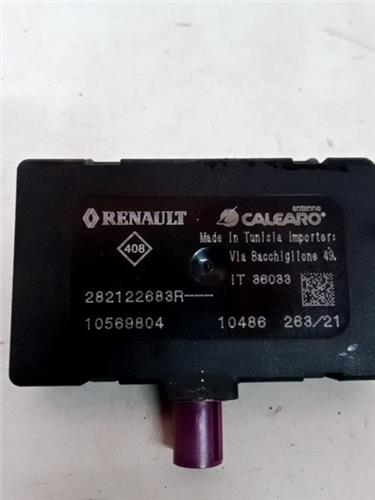 RENAULT
antenne
CALEARO®
408
Made in Tunisia Importer:
Via Bacchiglione 49,
IT 36033
282122683R------
10569804 10486 263/21